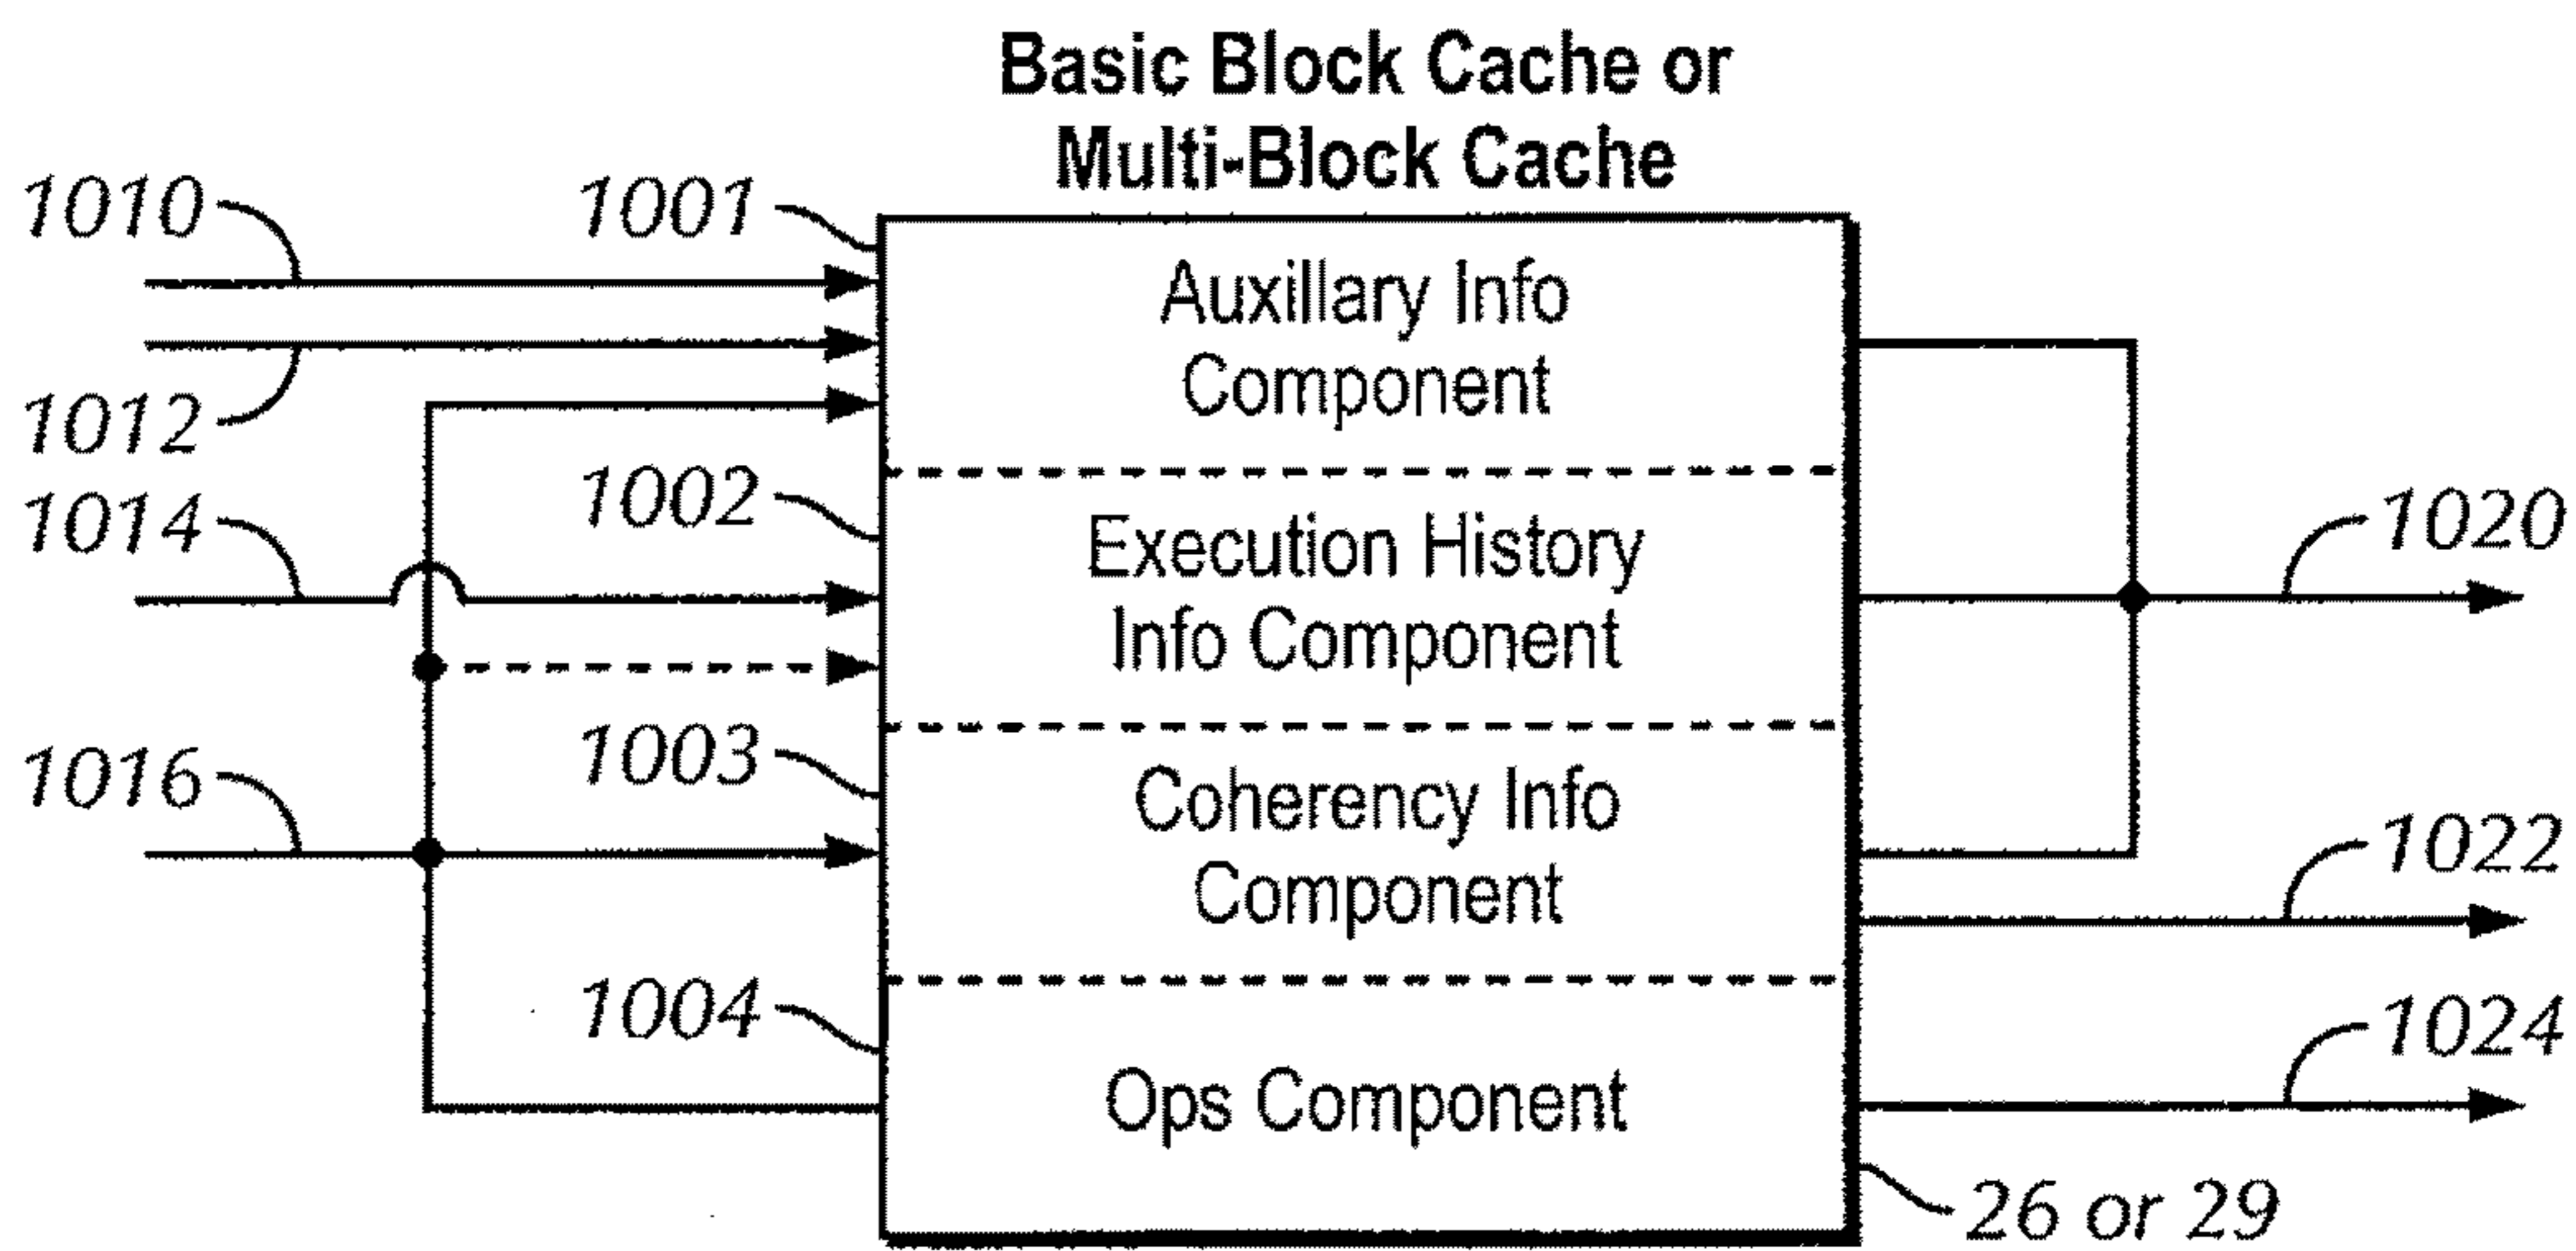 Basic Block Cache or
Multi-Block Cache
1010
1001
Auxillary Info
Component
1012
1002
1014
Execution History
Info Component
1020
1003
1016
Coherency Info
Component
1022
1004
1024
Ops Component
26 or 29